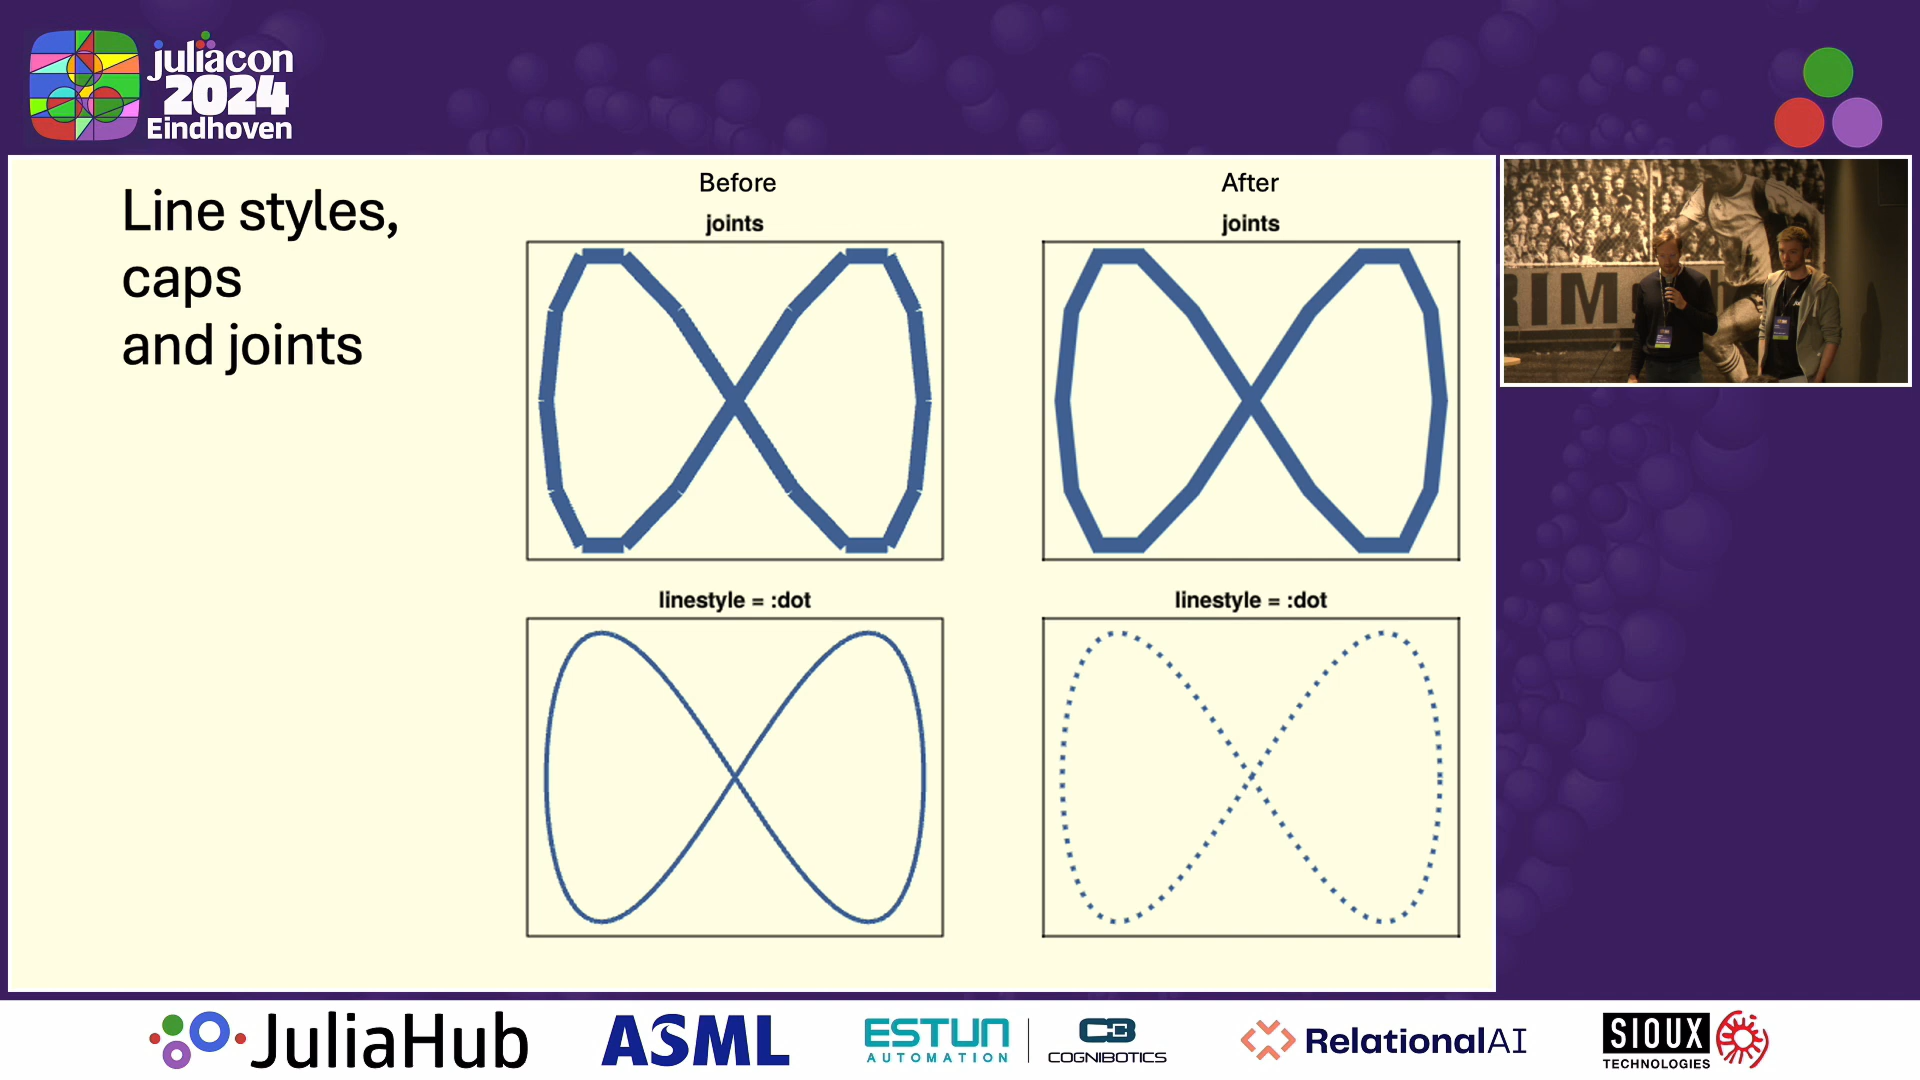 juliacon
2024
Eindhoven
Line styles,
caps
and joints
Before
joints
After
joints
linestyle = :dot
linestyle = :dot
RIM
JuliaHub
ASML
ESTUN
AUTOMATION
COGNIBOTICS
RelationalAI
SIOUX
TECHNOLOGIES